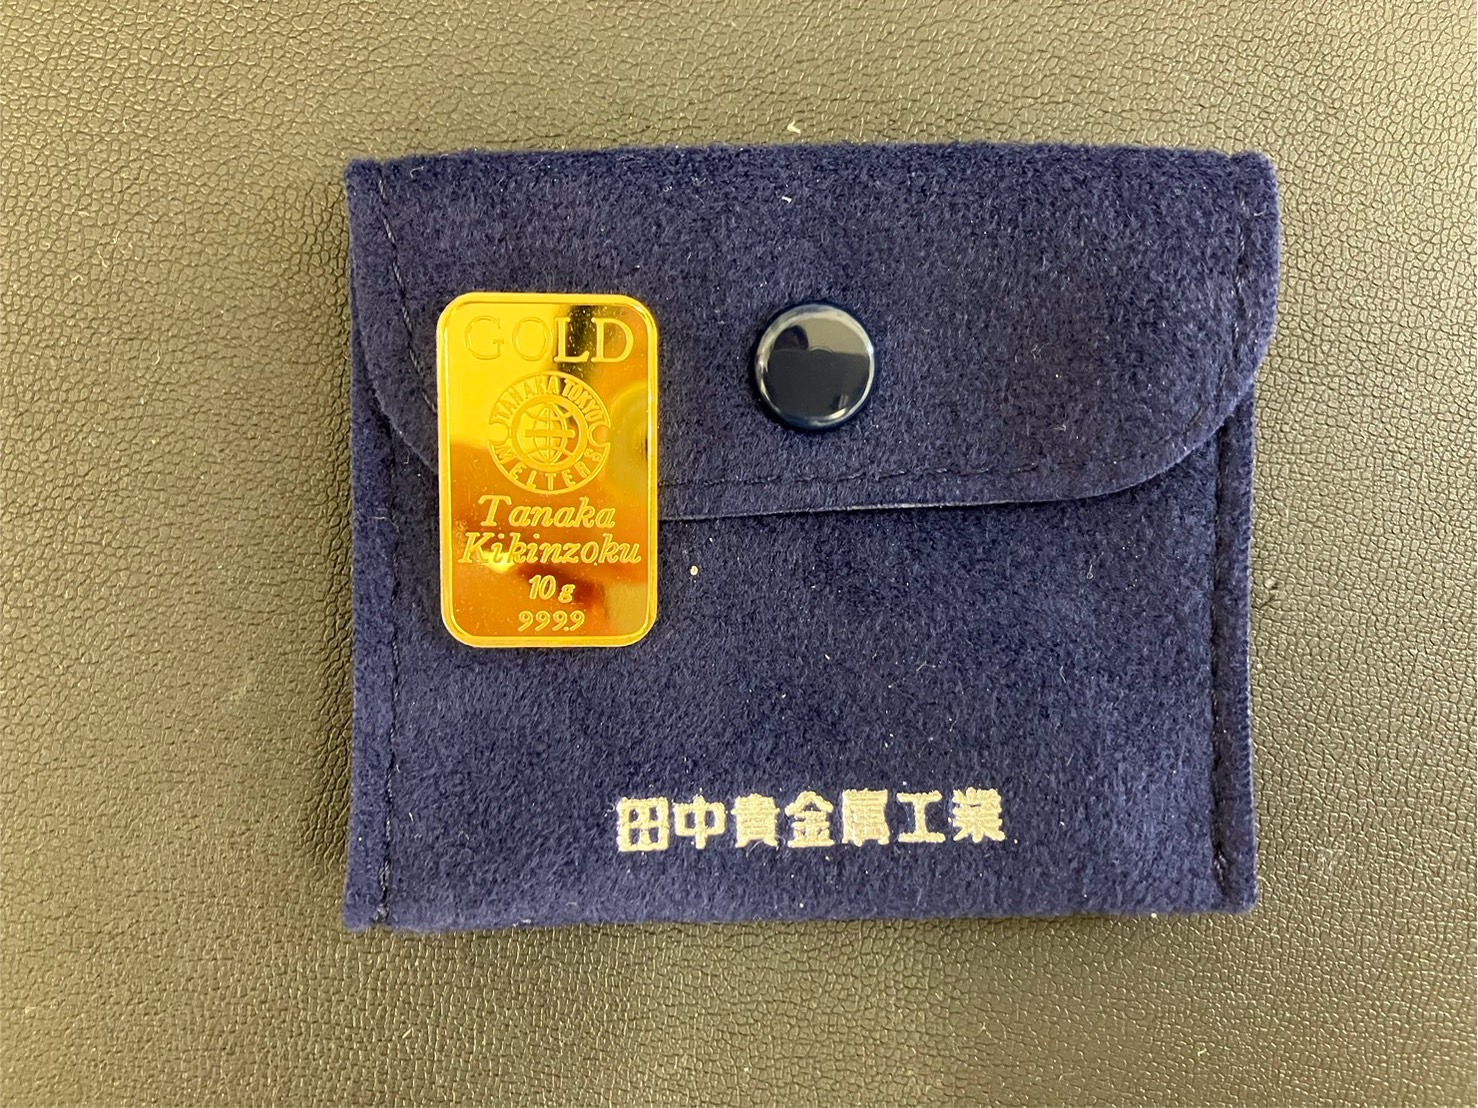 GOLD
TANAKA TOKYO
MELTERS
Tanaka
Kikinzoku
10g
999.9
田中貴金属工業